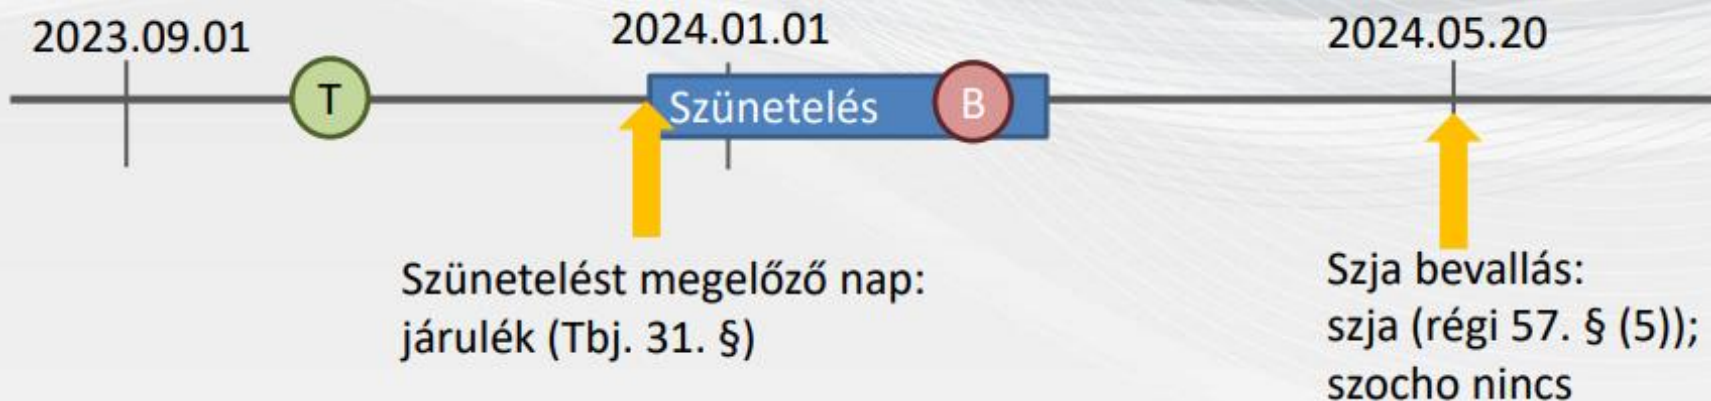 2023.09.01
2024.01.01
2024.05.20
T
Szünetelés
B
Szünetelést megelőző nap:
járulék (Tbj. 31. §)
Szja bevallás:
szja (régi 57. § (5));
szocho nincs